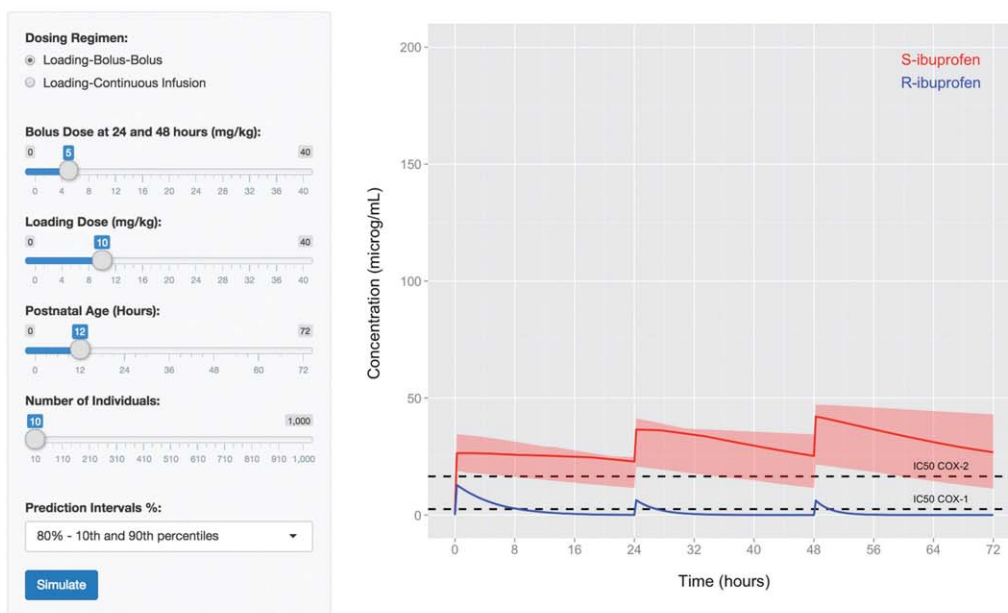 Dosing Regimen:
Loading-Bolus-Bolus
Loading-Continuous Infusion
Bolus Dose at 24 and 48 hours (mg/kg):
0 5 40
0 4 8 12 16 20 24 28 32 36 40
Loading Dose (mg/kg):
0 10 40
0 4 8 12 16 20 24 28 32 36 40
Postnatal Age (Hours):
0 12 72
0 12 24 36 48 60 72
Number of Individuals:
10 1,000
10 110 210 310 410 510 610 710 810 910 1,000
Prediction Intervals %:
80% - 10th and 90th percentiles
Simulate
Concentration (microg/mL)
200
150
100
50
0
S-ibuprofen
R-ibuprofen
IC50 COX-2
IC50 COX-1
0 8 16 24 32 40 48 56 64 72
Time (hours)